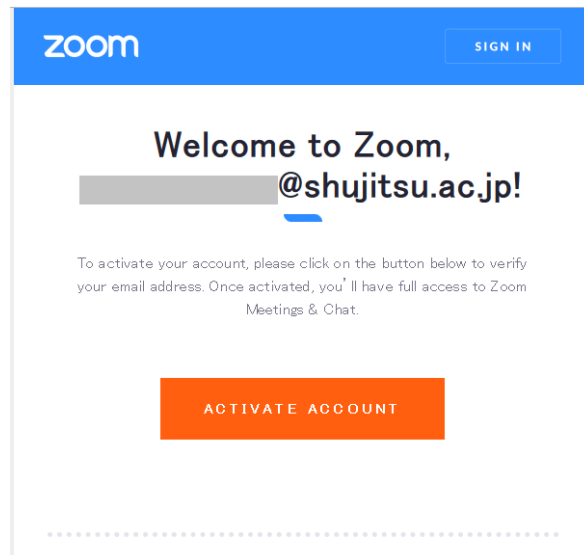 zoom
SIGN IN
Welcome to Zoom,
@shujitsu.ac.jp!
To activate your account, please click on the button below to verify
your email address. Once activated, you'll have full access to Zoom
Meetings & Chat.
ACTIVATE ACCOUNT